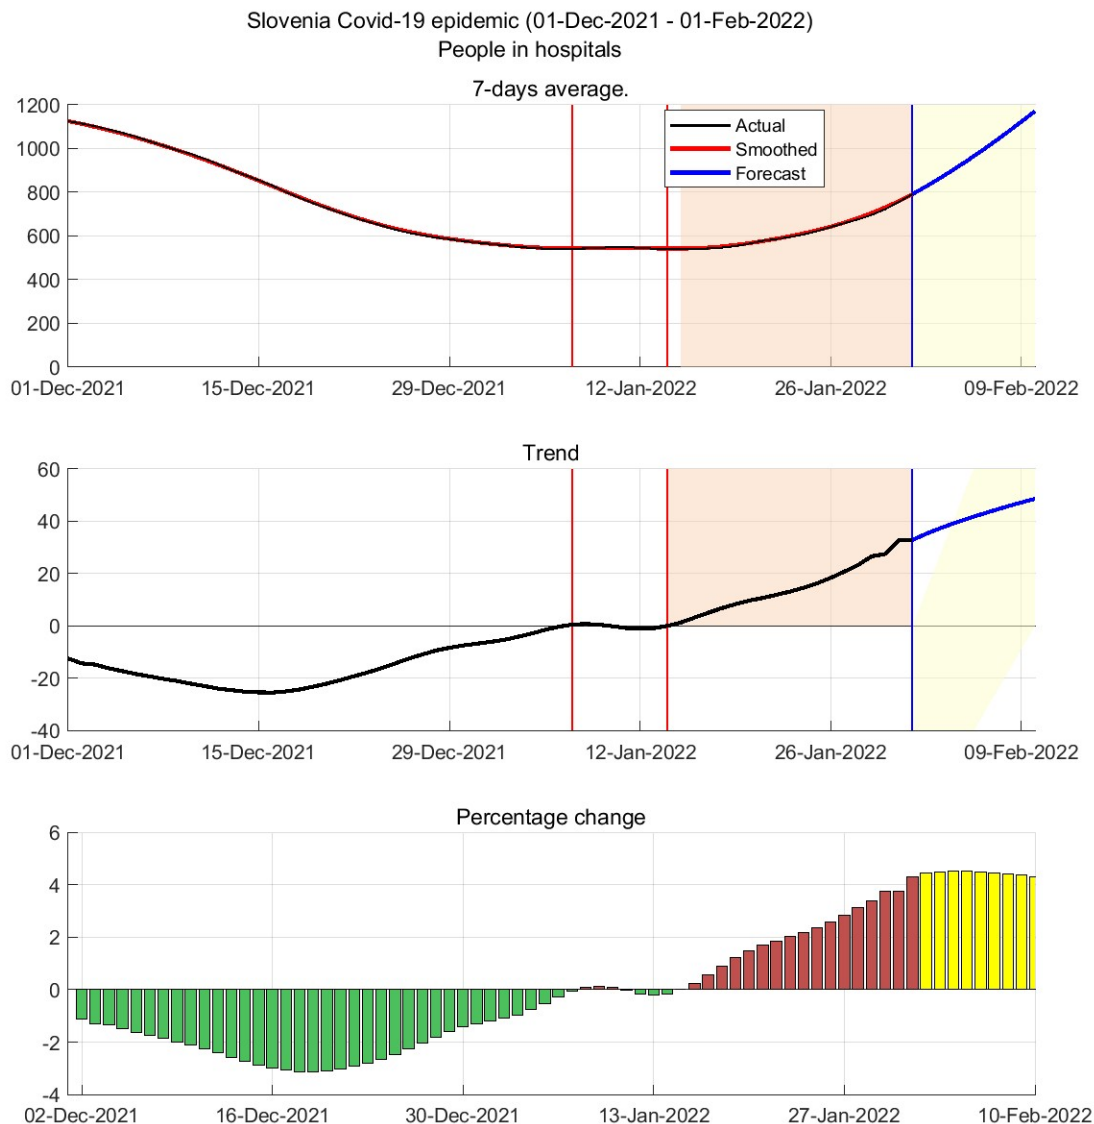 Slovenia Covid-19 epidemic (01-Dec-2021 - 01-Feb-2022)
People in hospitals
7-days average.
1200
1000
800
600
400
200
0
Actual
Smoothed
Forecast
01-Dec-2021 15-Dec-2021 29-Dec-2021 12-Jan-2022 26-Jan-2022 09-Feb-2022
Trend
60
40
20
0
-20
-40
01-Dec-2021 15-Dec-2021 29-Dec-2021 12-Jan-2022 26-Jan-2022 09-Feb-2022
Percentage change
6
4
2
0
-2
-4
02-Dec-2021 16-Dec-2021 30-Dec-2021 13-Jan-2022 27-Jan-2022 10-Feb-2022